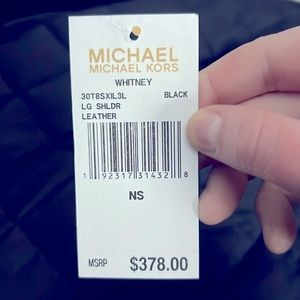 MICHAEL
MICHAEL KORS
WHITNEY
30T8SXIL3L BLACK
LG SHLDR
LEATHER
1 92317 31432 8
NS
MSRP $378.00